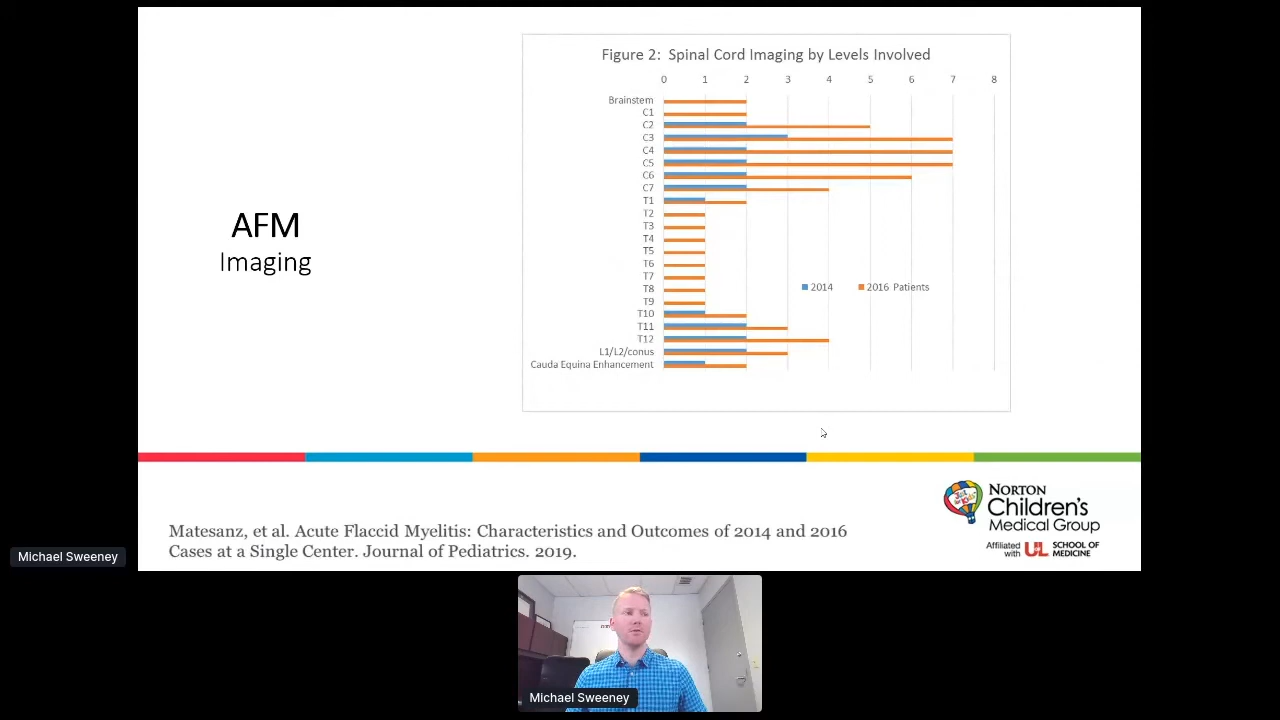 Figure 2: Spinal Cord Imaging by Levels Involved
0 1 2 3 4 5 6 7 8
Brainstem
C1
C2
C3
C4
C5
C6
C7
T1
T2
T3
T4
T5
T6
T7
T8
T9
T10
T11
T12
L1/L2/conus
Cauda Equina Enhancement
2014 2016 Patients
AFM
Imaging
Matesanz, et al. Acute Flaccid Myelitis: Characteristics and Outcomes of 2014 and 2016
Cases at a Single Center. Journal of Pediatrics. 2019.
NORTON
Children's
Medical Group
Affiliated with UL SCHOOL OF MEDICINE
Michael Sweeney
Michael Sweeney